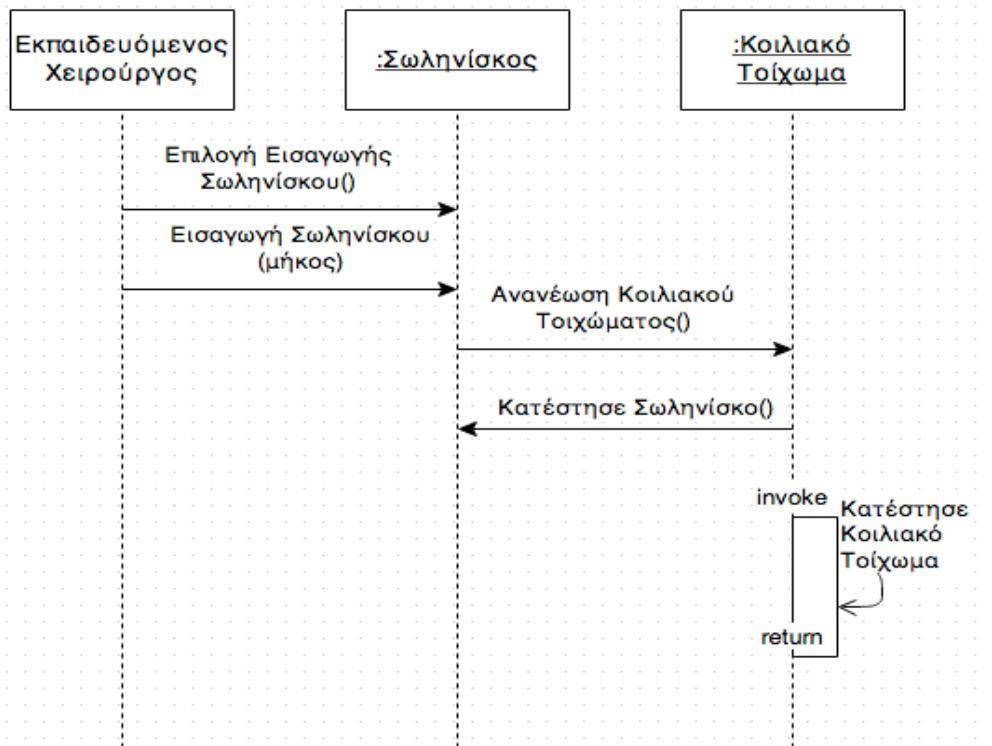 Εκπαιδευόμενος
Χειρούργος
:Σωληνίσκος
:Κοιλιακό
Τοίχωμα
Επιλογή Εισαγωγής
Σωληνίσκου()
Εισαγωγή Σωληνίσκου
(μήκος)
Ανανέωση Κοιλιακού
Τοιχώματος()
Κατέστησε Σωληνίσκο()
invoke
Κατέστησε
Κοιλιακό
Τοίχωμα
return